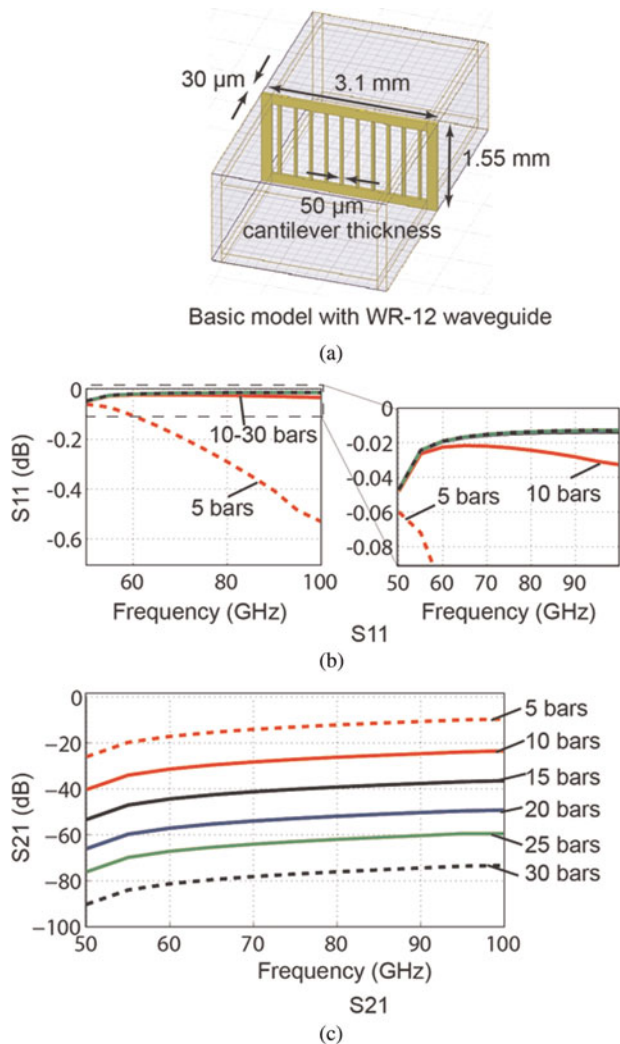 30 µm
3.1 mm
1.55 mm
50 µm
cantilever thickness
Basic model with WR-12 waveguide
(a)
0
-0.2
-0.4
-0.6
S11 (dB)
10-30 bars
5 bars
60
80
100
Frequency (GHz)
0
-0.02
-0.04
-0.06
-0.08
5 bars
10 bars
50
60
70
80
90
Frequency (GHz)
S11
(b)
0
−20
−40
−60
−80
−100
S21 (dB)
5 bars
10 bars
15 bars
20 bars
25 bars
30 bars
50
60
70
80
90
100
Frequency (GHz)
S21
(c)